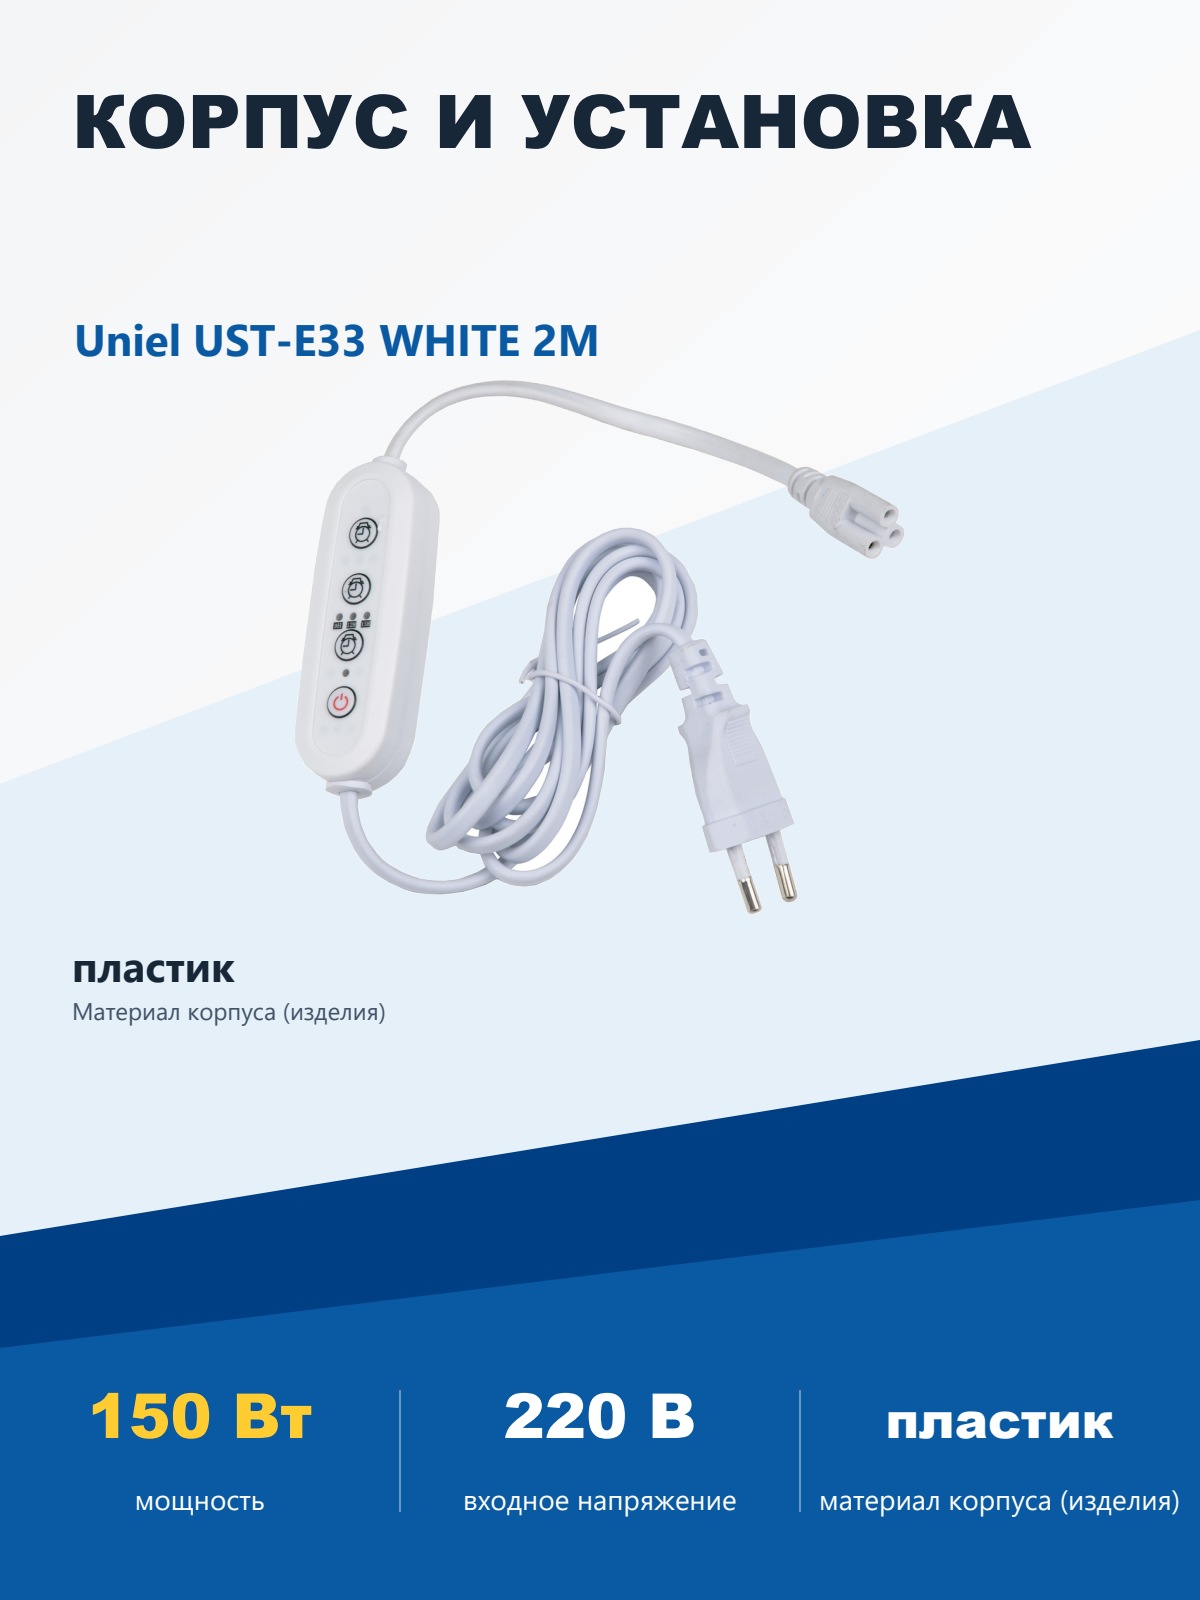 КОРПУС И УСТАНОВКА
Uniel UST-E33 WHITE 2M
пластик
Материал корпуса (изделия)
150 Вт
220 В
пластик
мощность
входное напряжение
материал корпуса (изделия)